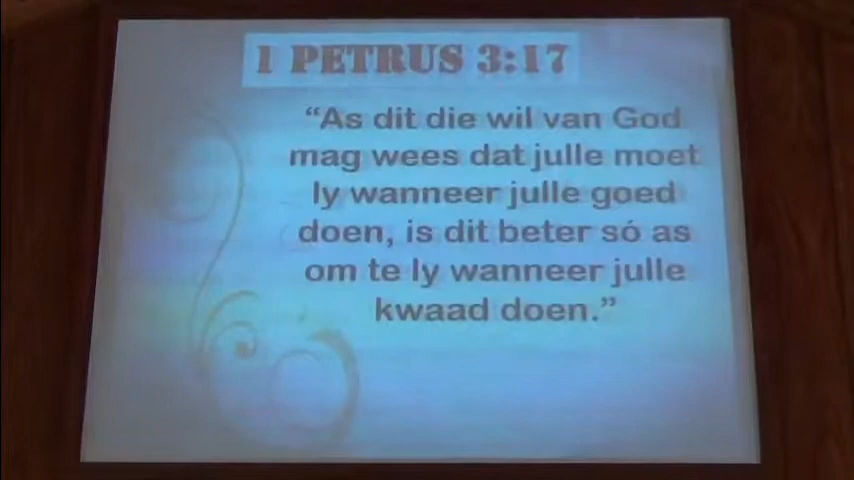 1 PETRUS 3:17
“As dit die wil van God
mag wees dat julle moet
ly wanneer julle goed
doen, is dit beter só as
om te ly wanneer julle
kwaad doen.”